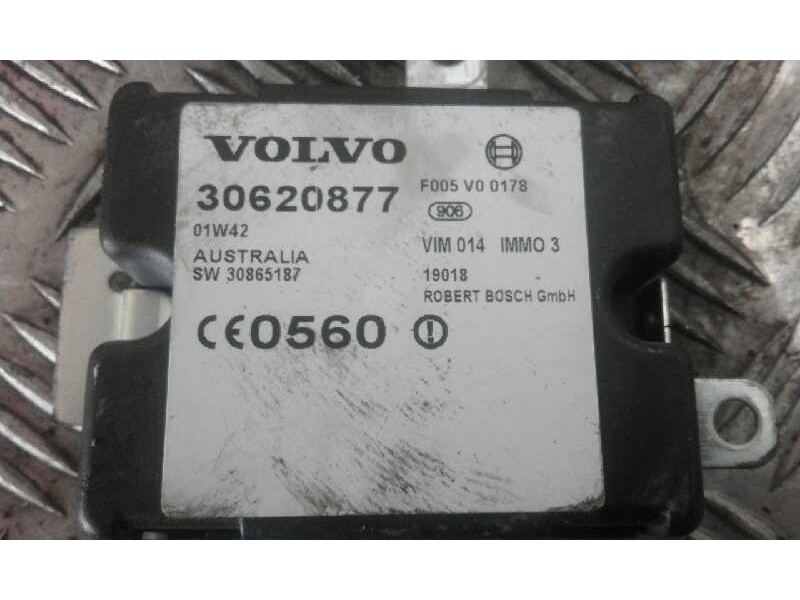 VOLVO
30620877
01W42
AUSTRALIA
SW 30865187
CE0560
F005 V0 0178
906
VIM 014 IMMO 3
19018
ROBERT BOSCH GmbH